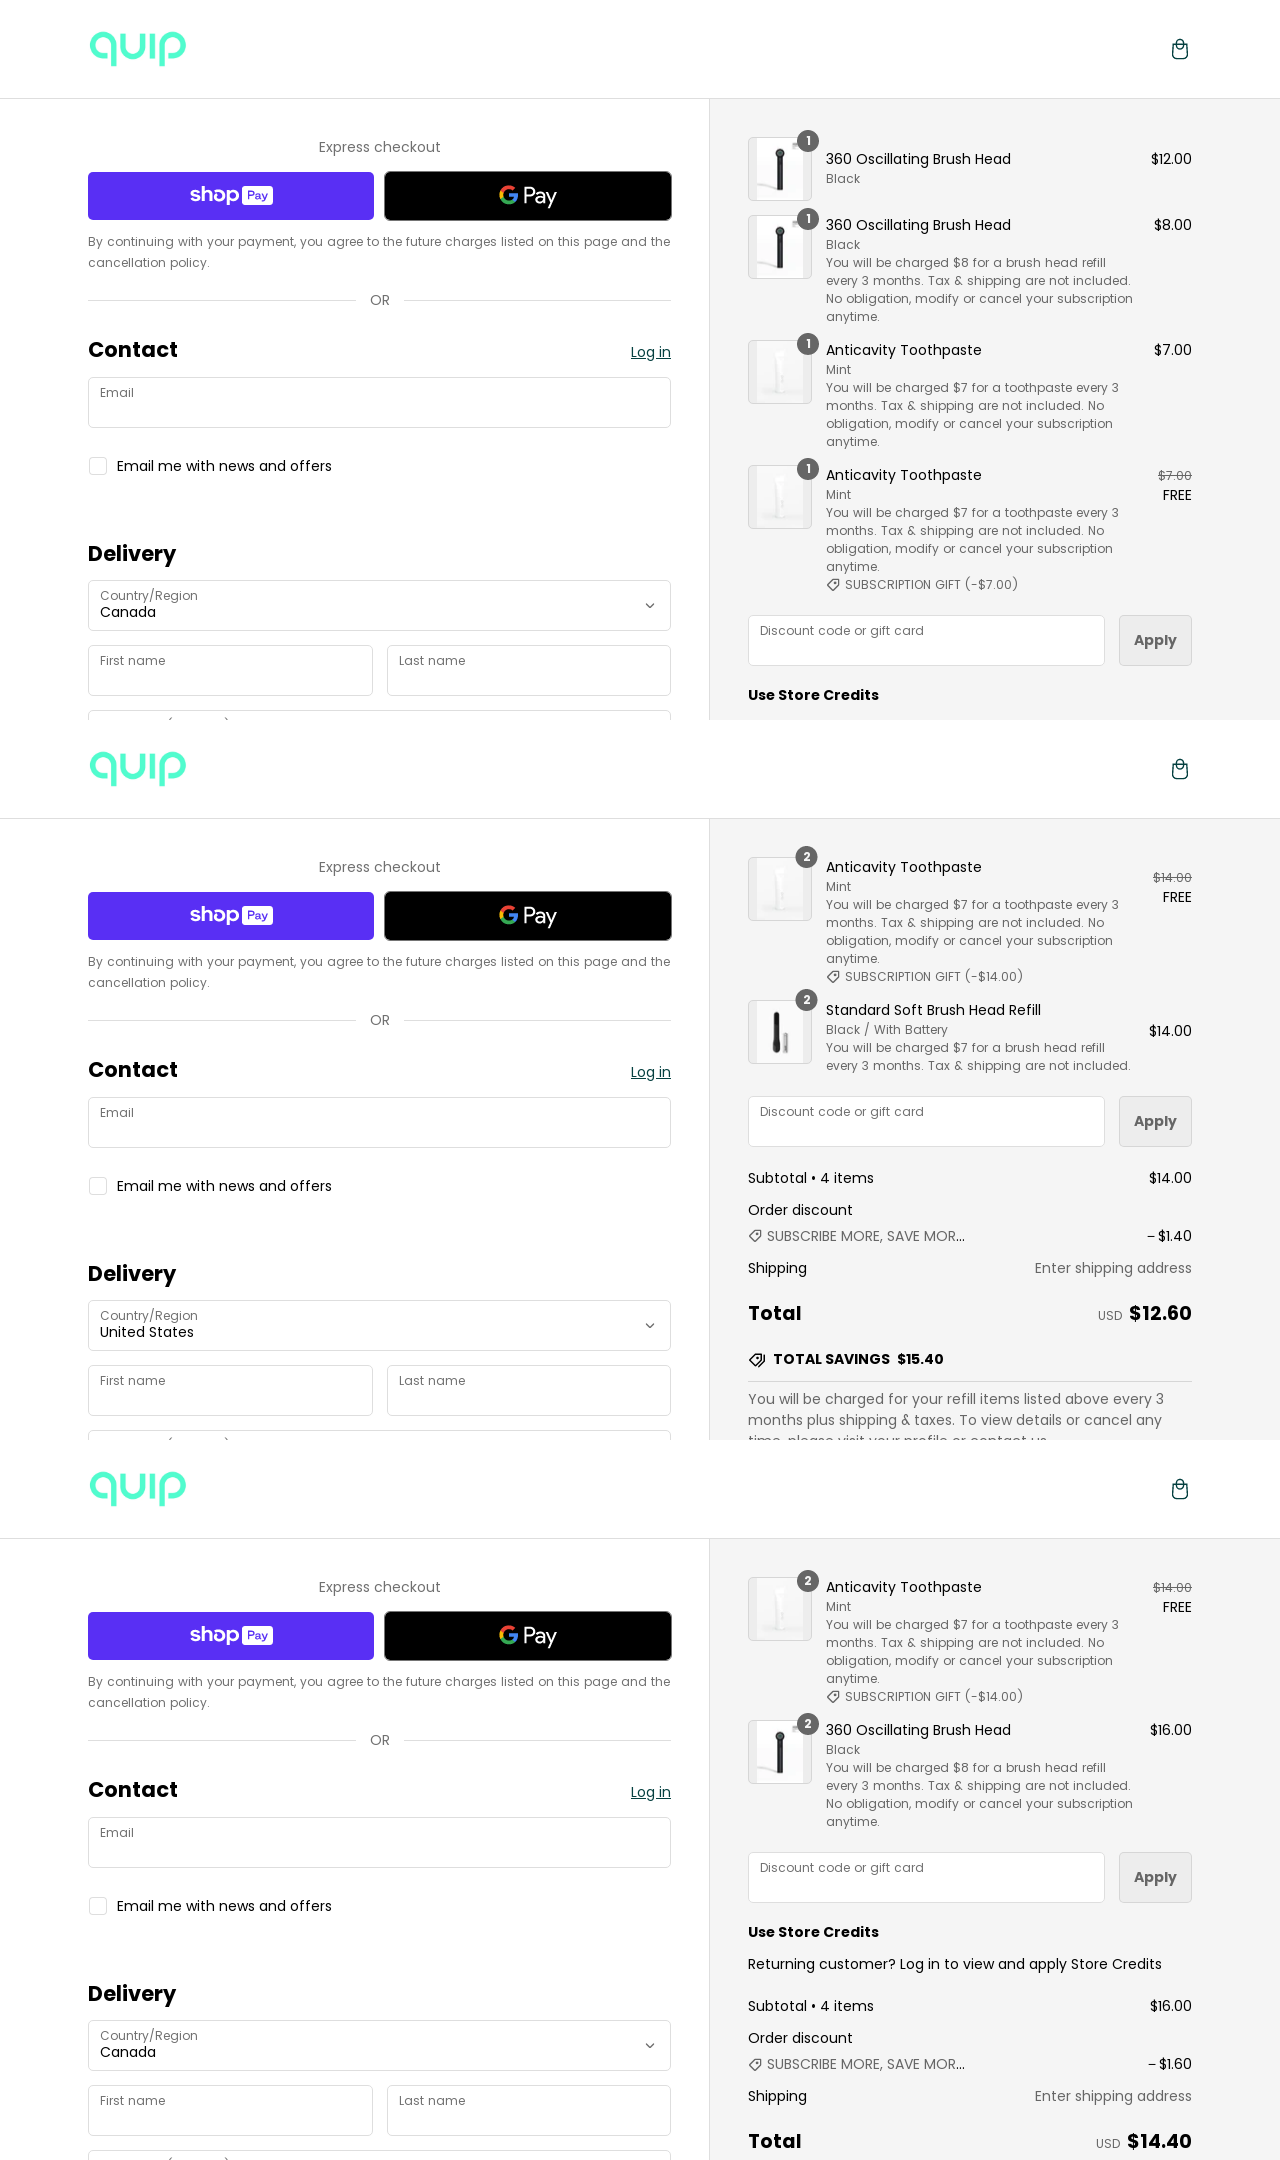 quip
Express checkout
shop Pay
G Pay
By continuing with your payment, you agree to the future charges listed on this page and the
cancellation policy.
OR
Contact
Log in
Email
Email me with news and offers
Delivery
Country/Region
Canada
First name
Last name
1
360 Oscillating Brush Head
$12.00
Black
1
360 Oscillating Brush Head
$8.00
Black
You will be charged $8 for a brush head refill
every 3 months. Tax & shipping are not included.
No obligation, modify or cancel your subscription
anytime.
1
Anticavity Toothpaste
$7.00
Mint
You will be charged $7 for a toothpaste every 3
months. Tax & shipping are not included. No
obligation, modify or cancel your subscription
anytime.
1
Anticavity Toothpaste
$7.00
Mint
FREE
You will be charged $7 for a toothpaste every 3
months. Tax & shipping are not included. No
obligation, modify or cancel your subscription
anytime.
SUBSCRIPTION GIFT (-$7.00)
Discount code or gift card
Apply
Use Store Credits
quip
Express checkout
shop Pay
G Pay
By continuing with your payment, you agree to the future charges listed on this page and the
cancellation policy.
OR
Contact
Log in
Email
Email me with news and offers
Delivery
Country/Region
United States
First name
Last name
2
Anticavity Toothpaste
$14.00
Mint
FREE
You will be charged $7 for a toothpaste every 3
months. Tax & shipping are not included. No
obligation, modify or cancel your subscription
anytime.
SUBSCRIPTION GIFT (-$14.00)
2
Standard Soft Brush Head Refill
Black / With Battery
$14.00
You will be charged $7 for a brush head refill
every 3 months. Tax & shipping are not included.
Discount code or gift card
Apply
Subtotal • 4 items
$14.00
Order discount
SUBSCRIBE MORE, SAVE MOR...
– $1.40
Shipping
Enter shipping address
Total
USD $12.60
TOTAL SAVINGS $15.40
You will be charged for your refill items listed above every 3
months plus shipping & taxes. To view details or cancel any
time, please visit your profile or contact us
quip
Express checkout
shop Pay
G Pay
By continuing with your payment, you agree to the future charges listed on this page and the
cancellation policy.
OR
Contact
Log in
Email
Email me with news and offers
Delivery
Country/Region
Canada
First name
Last name
2
Anticavity Toothpaste
$14.00
Mint
FREE
You will be charged $7 for a toothpaste every 3
months. Tax & shipping are not included. No
obligation, modify or cancel your subscription
anytime.
SUBSCRIPTION GIFT (-$14.00)
2
360 Oscillating Brush Head
$16.00
Black
You will be charged $8 for a brush head refill
every 3 months. Tax & shipping are not included.
No obligation, modify or cancel your subscription
anytime.
Discount code or gift card
Apply
Use Store Credits
Returning customer? Log in to view and apply Store Credits
Subtotal • 4 items
$16.00
Order discount
SUBSCRIBE MORE, SAVE MOR...
– $1.60
Shipping
Enter shipping address
Total
USD $14.40